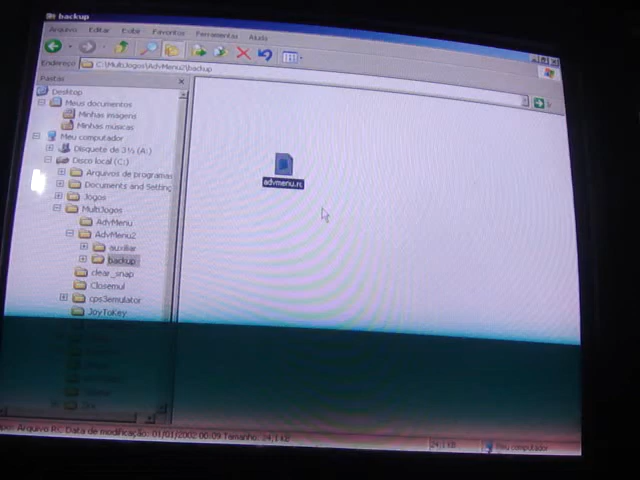 backup
Arquivo Editar Exibir Favoritos Ferramentas Ajuda
Endereço C:\MultiJogos\AdvMenu2\backup
Pastas
Desktop
Meus documentos
Minhas imagens
Minhas músicas
Meu computador
Disquete de 3½ (A:)
Disco local (C:)
Arquivos de programas
Documents and Setting
Jogos
MultiJogos
AdvMenu
AdvMenu2
auxiliar
backup
clear_snap
Closemul
cps3emulator
JoyToKey
advmenu.rc
po: Arquivo RC Data de modificação: 01/01/2002 00:09 Tamanho: 24,1 KB
24,1 KB
Meu computador